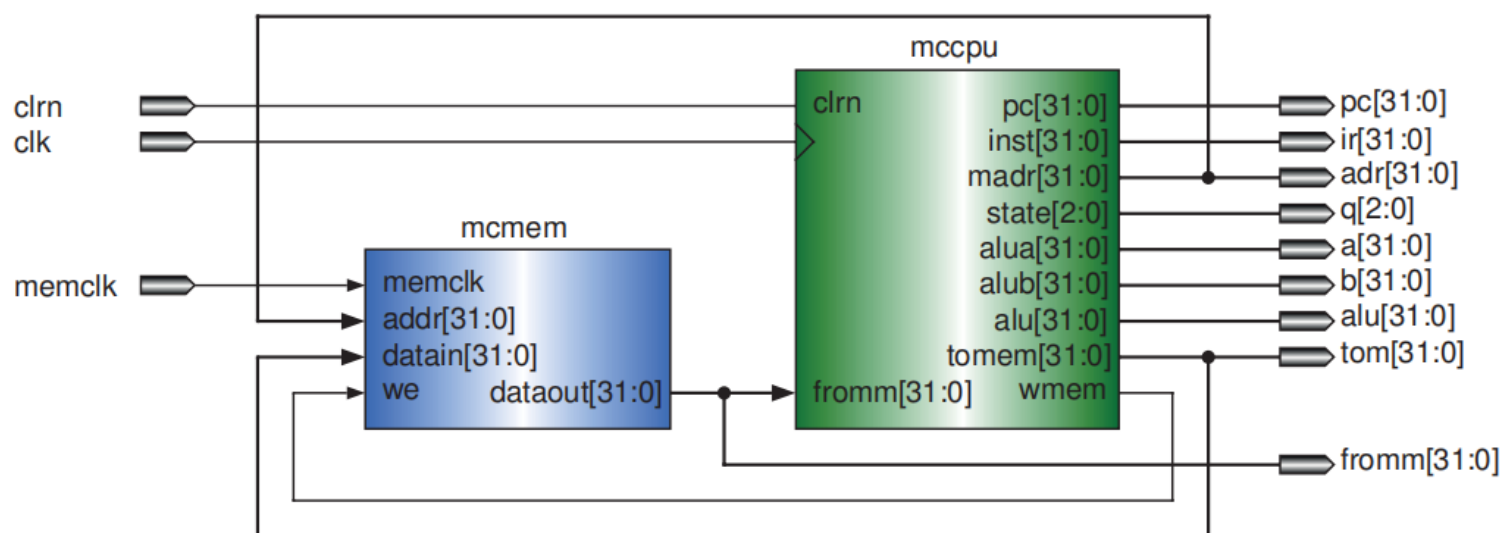 mccpu
clrn
clk
memclk
mcmem
memclk
addr[31:0]
datain[31:0]
we
dataout[31:0]
clrn
fromm[31:0]
pc[31:0]
inst[31:0]
madr[31:0]
state[2:0]
alua[31:0]
alub[31:0]
alu[31:0]
tomem[31:0]
wmem
pc[31:0]
ir[31:0]
adr[31:0]
q[2:0]
a[31:0]
b[31:0]
alu[31:0]
tom[31:0]
fromm[31:0]